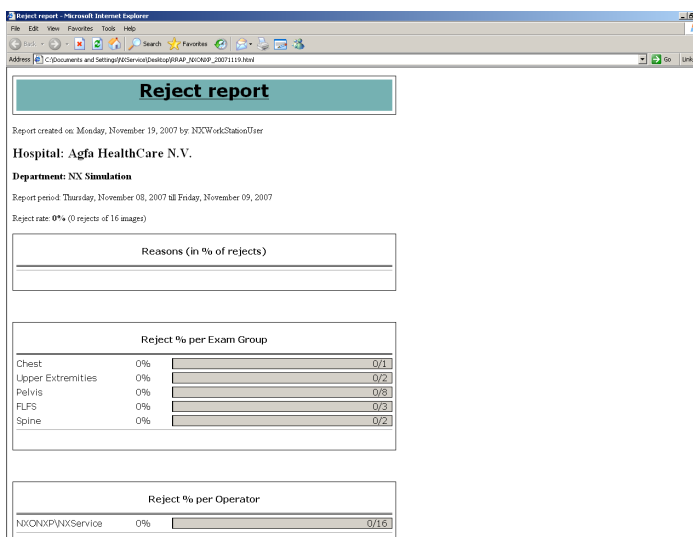 Reject report - Microsoft Internet Explorer
File Edit View Favorites Tools Help
Back Search Favorites
Address C:\Documents and Settings\NXService\Desktop\RRAP_NXONXP_20071119.html Go Link
Reject report
Report created on: Monday, November 19, 2007 by: NXWorkStationUser
Hospital: Agfa HealthCare N.V.
Department: NX Simulation
Report period: Thursday, November 08, 2007 till Friday, November 09, 2007
Reject rate: 0% (0 rejects of 16 images)
Reasons (in % of rejects)
Reject % per Exam Group
Chest 0% 0/1
Upper Extremities 0% 0/2
Pelvis 0% 0/8
FLFS 0% 0/3
Spine 0% 0/2
Reject % per Operator
NXONXP\NXService 0% 0/16